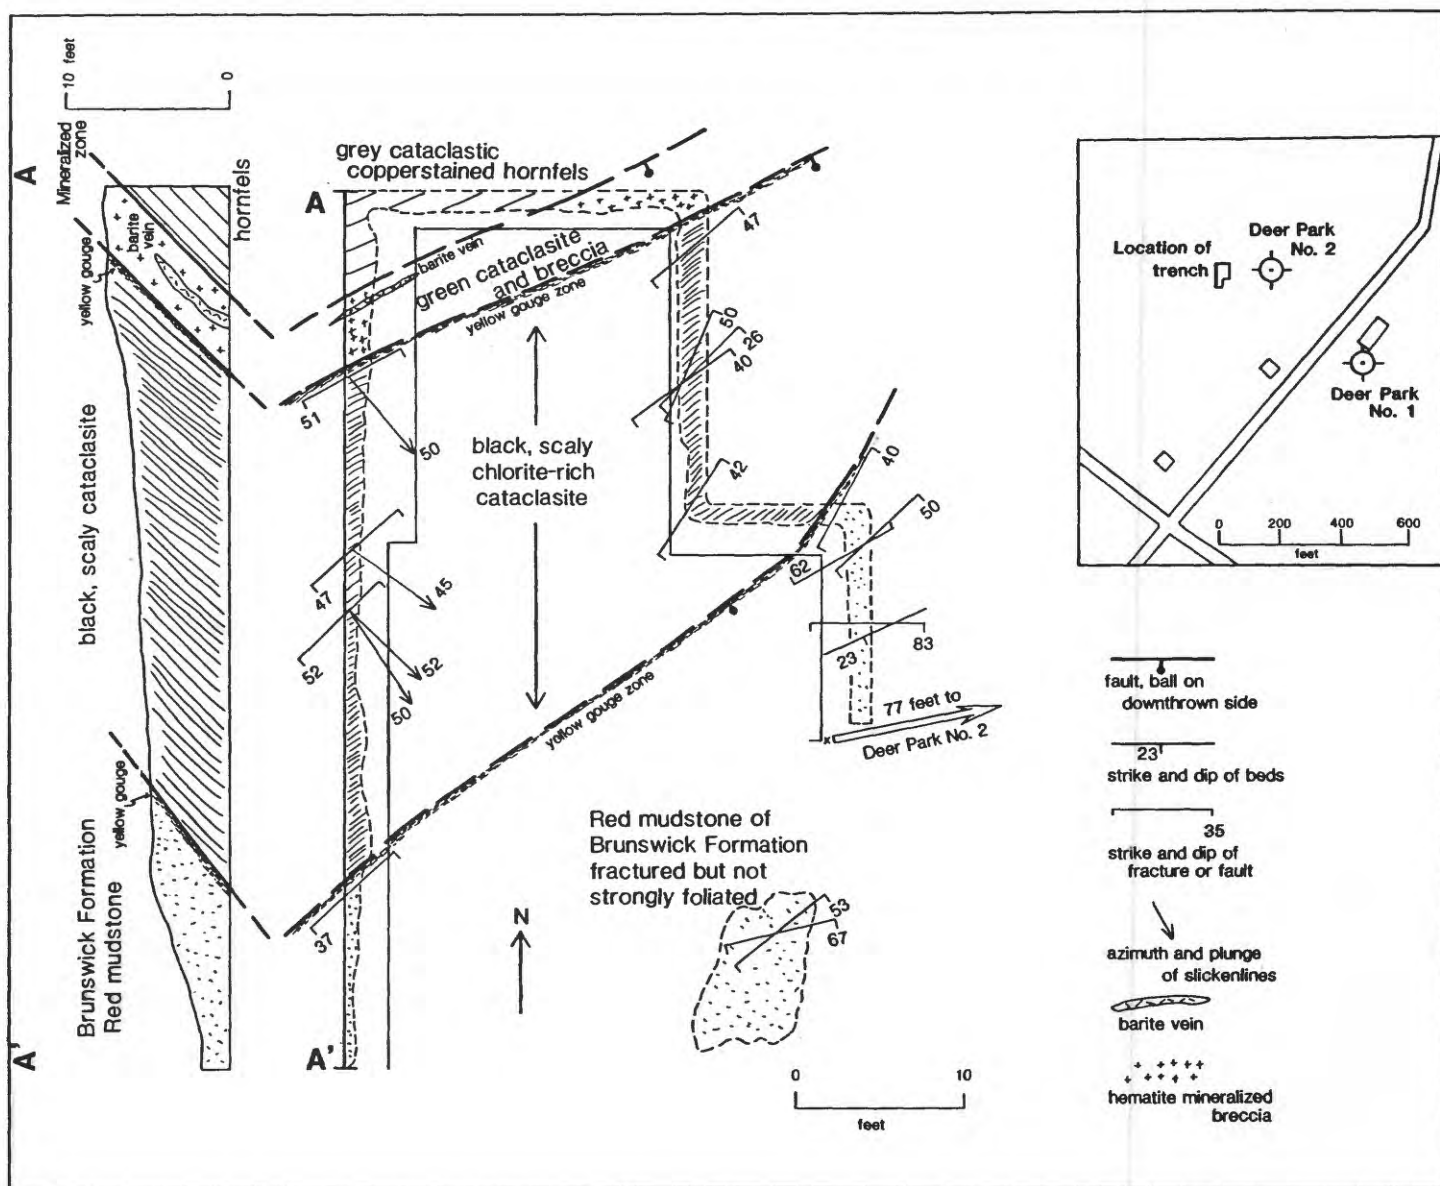 10 feet
0
A
Mineralized
zone
hornfels
barite
vein
yellow gouge
black, scaly cataclasite
yellow gouge
Brunswick Formation
Red mudstone
A'
grey cataclastic
copperstained hornfels
A
barite vein
green cataclasite
and breccia
yellow gouge zone
47
50
26
40
51
50
black, scaly
chlorite-rich
cataclasite
42
40
50
62
47
45
52
52
50
23
83
77 feet to
Deer Park No. 2
yellow gouge zone
37
N
A'
Red mudstone of
Brunswick Formation
fractured but not
strongly foliated
53
67
0 10
feet
Location of
trench
Deer Park
No. 2
Deer Park
No. 1
0 200 400 600
feet
fault, ball on
downthrown side
23
strike and dip of beds
35
strike and dip of
fracture or fault
azimuth and plunge
of slickenlines
barite vein
hematite mineralized
breccia